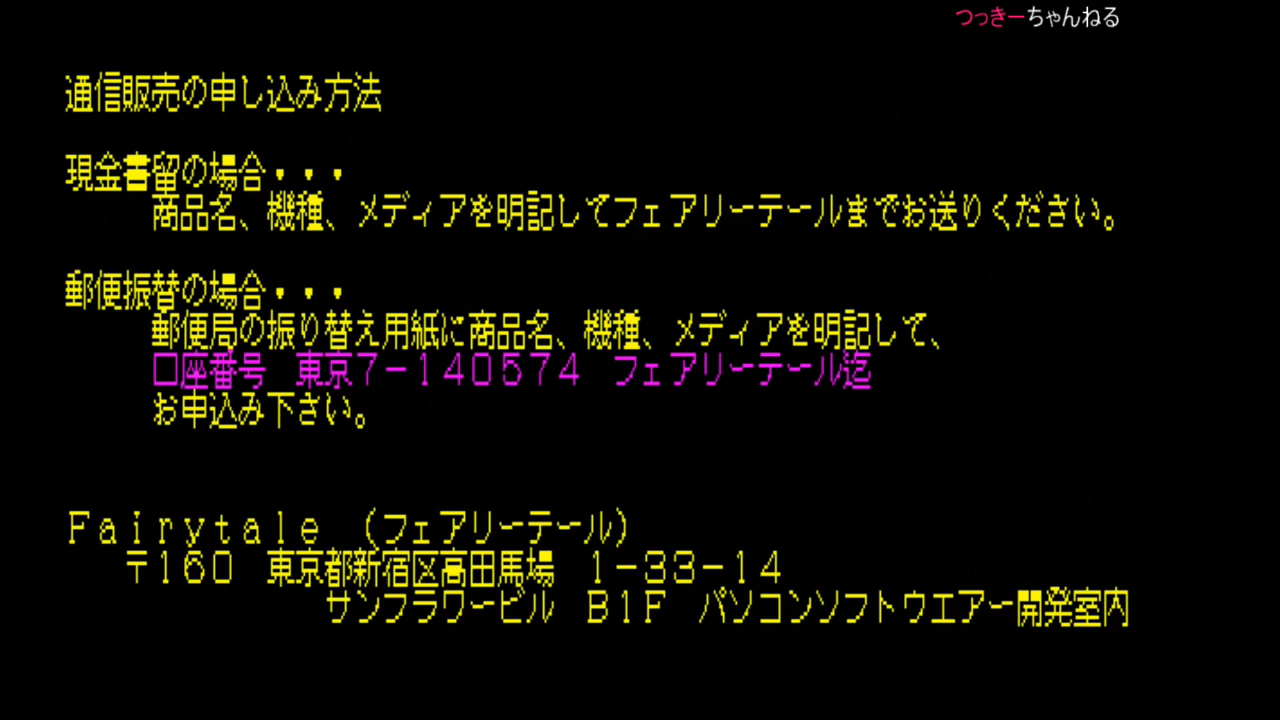 つっきーちゃんねる
通信販売の申し込み方法
現金書留の場合・・・
商品名、機種、メディアを明記してフェアリーテールまでお送りください。
郵便振替の場合・・・
郵便局の振り替え用紙に商品名、機種、メディアを明記して、
口座番号　東京７－１４０５７４　フェアリーテール迄
お申込み下さい。
Ｆａｉｒｙｔａｌｅ　（フェアリーテール）
〒１６０　東京都新宿区高田馬場　１－３３－１４
サンフラワービル　Ｂ１Ｆ　パソコンソフトウエアー開発室内